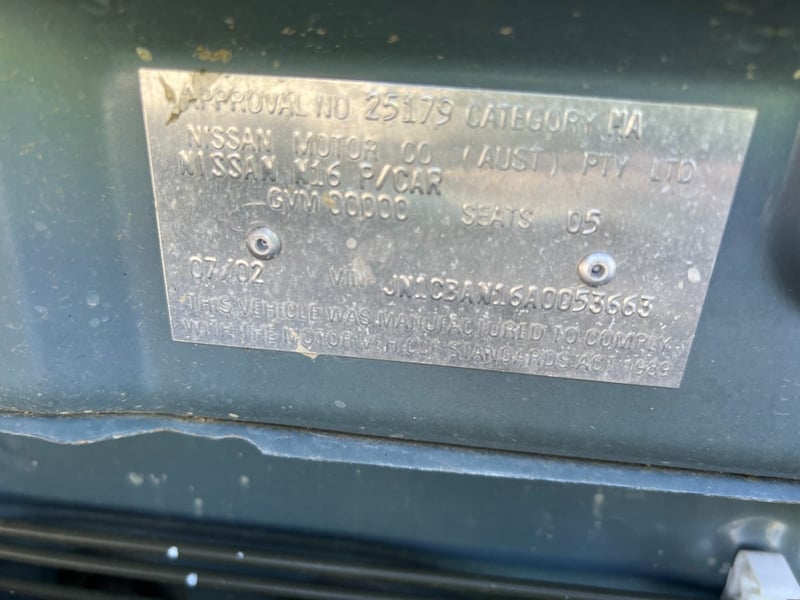 APPROVAL NO 25179 CATEGORY MA
NISSAN MOTOR CO (AUST) PTY LTD
NISSAN N16 P/CAR
GVM 00000 SEATS 05
07/02 VIN JN1CBAN16A0053663
THIS VEHICLE WAS MANUFACTURED TO COMPLY
WITH THE MOTOR VEHICLE STANDARDS ACT 1989